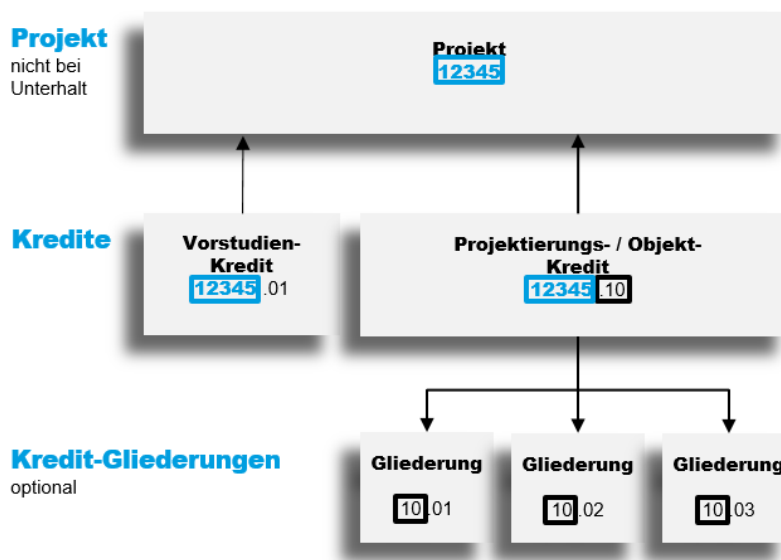 Projekt
nicht bei
Unterhalt
Projekt
12345
Kredite
Vorstudien-
Kredit
12345.01
Projektierungs- / Objekt-
Kredit
12345.10
Kredit-Gliederungen
optional
Gliederung
10.01
Gliederung
10.02
Gliederung
10.03